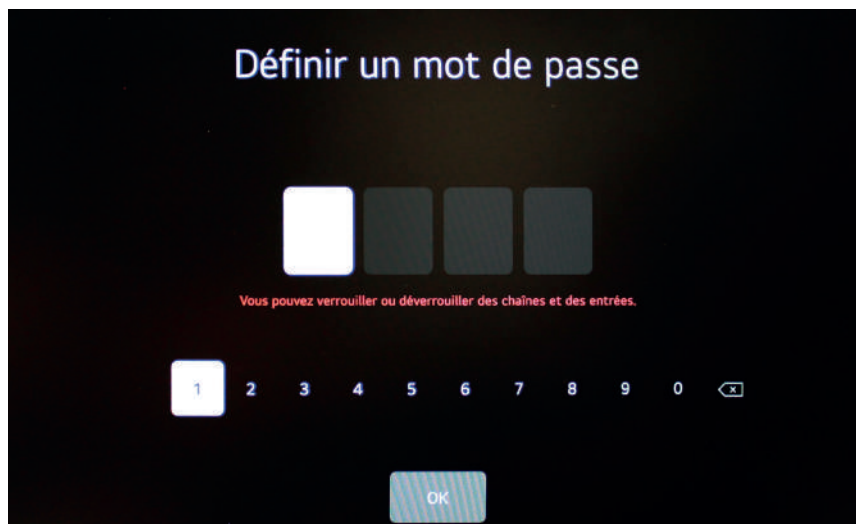 Définir un mot de passe
Vous pouvez verrouiller ou déverrouiller des chaînes et des entrées.
1 2 3 4 5 6 7 8 9 0
OK